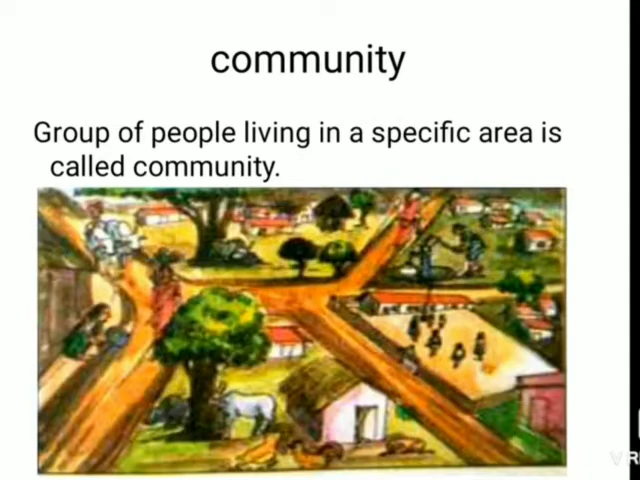 community
Group of people living in a specific area is
called community.